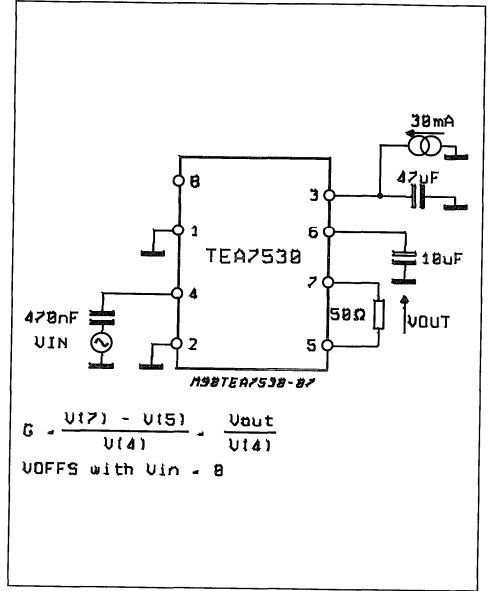 30mA
8
3
47uF
1
6
TEA7530
10uF
4
7
470nF
50Ω
VOUT
VIN
2
5
M90TEA7530-07
G = V(7) - V(5) / V(4) = Vout / V(4)
VOFFS with Vin = 0